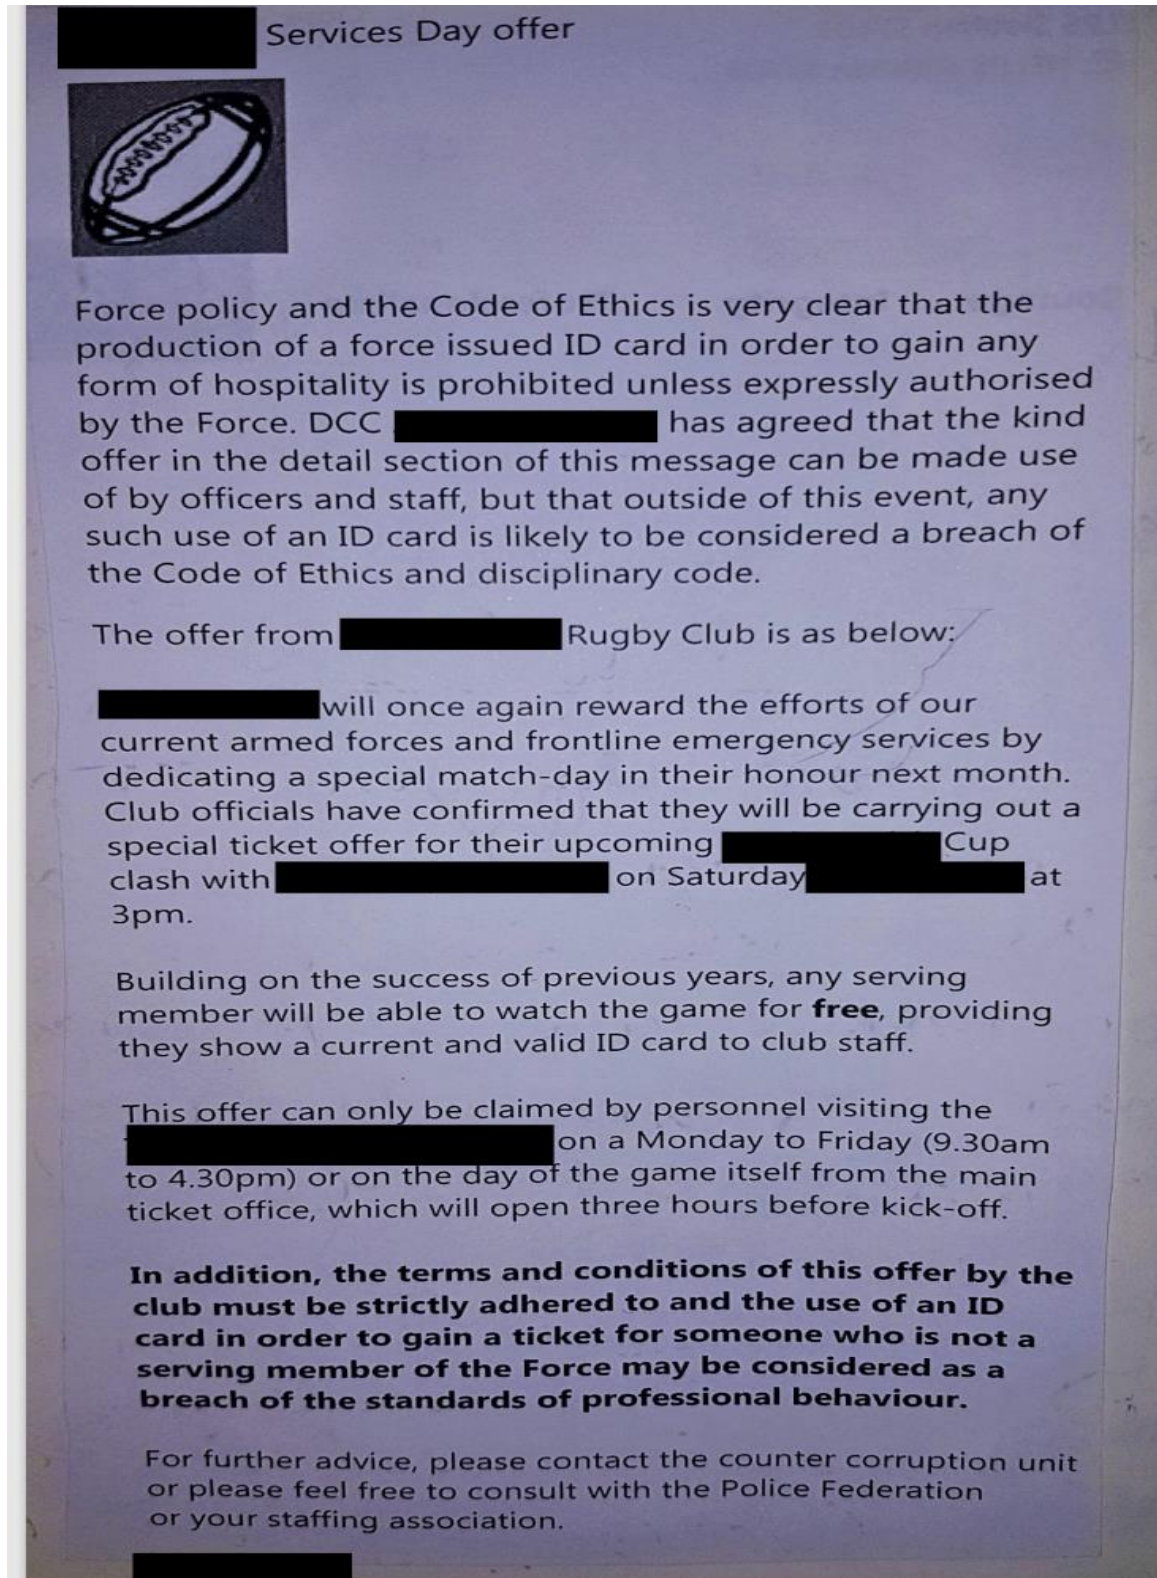 Services Day offer
Force policy and the Code of Ethics is very clear that the
production of a force issued ID card in order to gain any
form of hospitality is prohibited unless expressly authorised
by the Force. DCC has agreed that the kind
offer in the detail section of this message can be made use
of by officers and staff, but that outside of this event, any
such use of an ID card is likely to be considered a breach of
the Code of Ethics and disciplinary code.
The offer from Rugby Club is as below:
will once again reward the efforts of our
current armed forces and frontline emergency services by
dedicating a special match-day in their honour next month.
Club officials have confirmed that they will be carrying out a
special ticket offer for their upcoming Cup
clash with on Saturday at
3pm.
Building on the success of previous years, any serving
member will be able to watch the game for free, providing
they show a current and valid ID card to club staff.
This offer can only be claimed by personnel visiting the
on a Monday to Friday (9.30am
to 4.30pm) or on the day of the game itself from the main
ticket office, which will open three hours before kick-off.
In addition, the terms and conditions of this offer by the
club must be strictly adhered to and the use of an ID
card in order to gain a ticket for someone who is not a
serving member of the Force may be considered as a
breach of the standards of professional behaviour.
For further advice, please contact the counter corruption unit
or please feel free to consult with the Police Federation
or your staffing association.